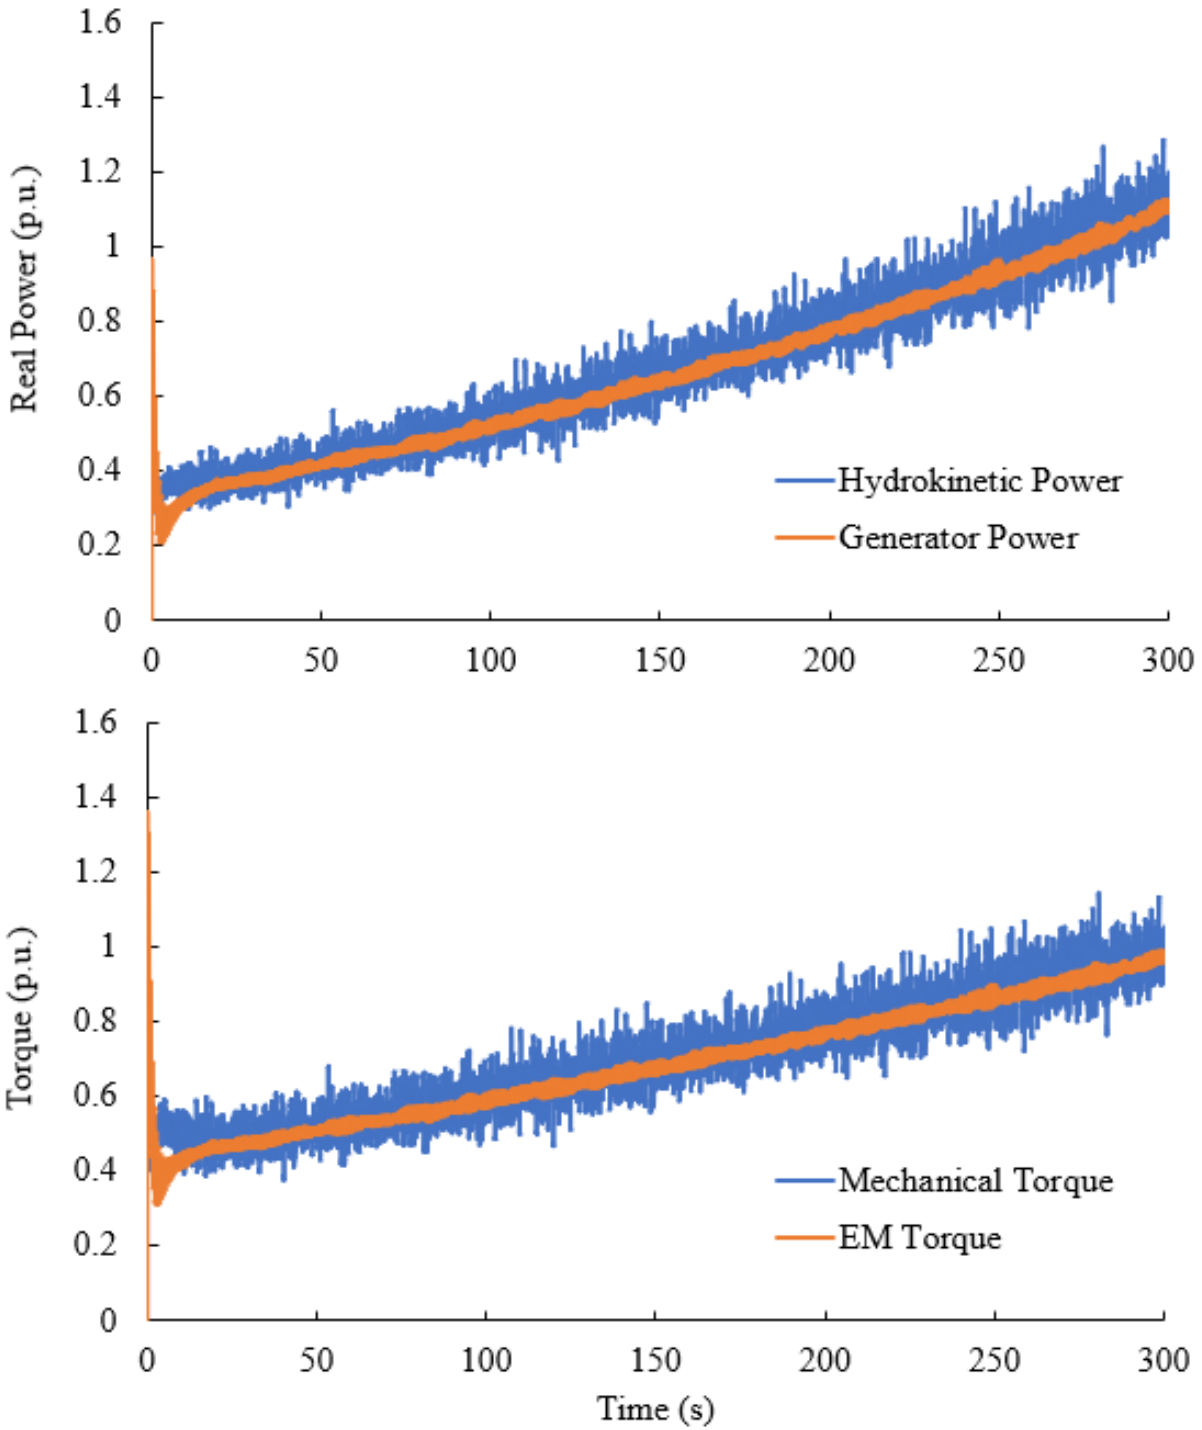 1.6
1.4
1.2
1
0.8
0.6
0.4
0.2
0
Real Power (p.u.)
Hydrokinetic Power
Generator Power
0 50 100 150 200 250 300
1.6
1.4
1.2
1
0.8
0.6
0.4
0.2
0
Torque (p.u.)
Mechanical Torque
EM Torque
0 50 100 150 200 250 300
Time (s)